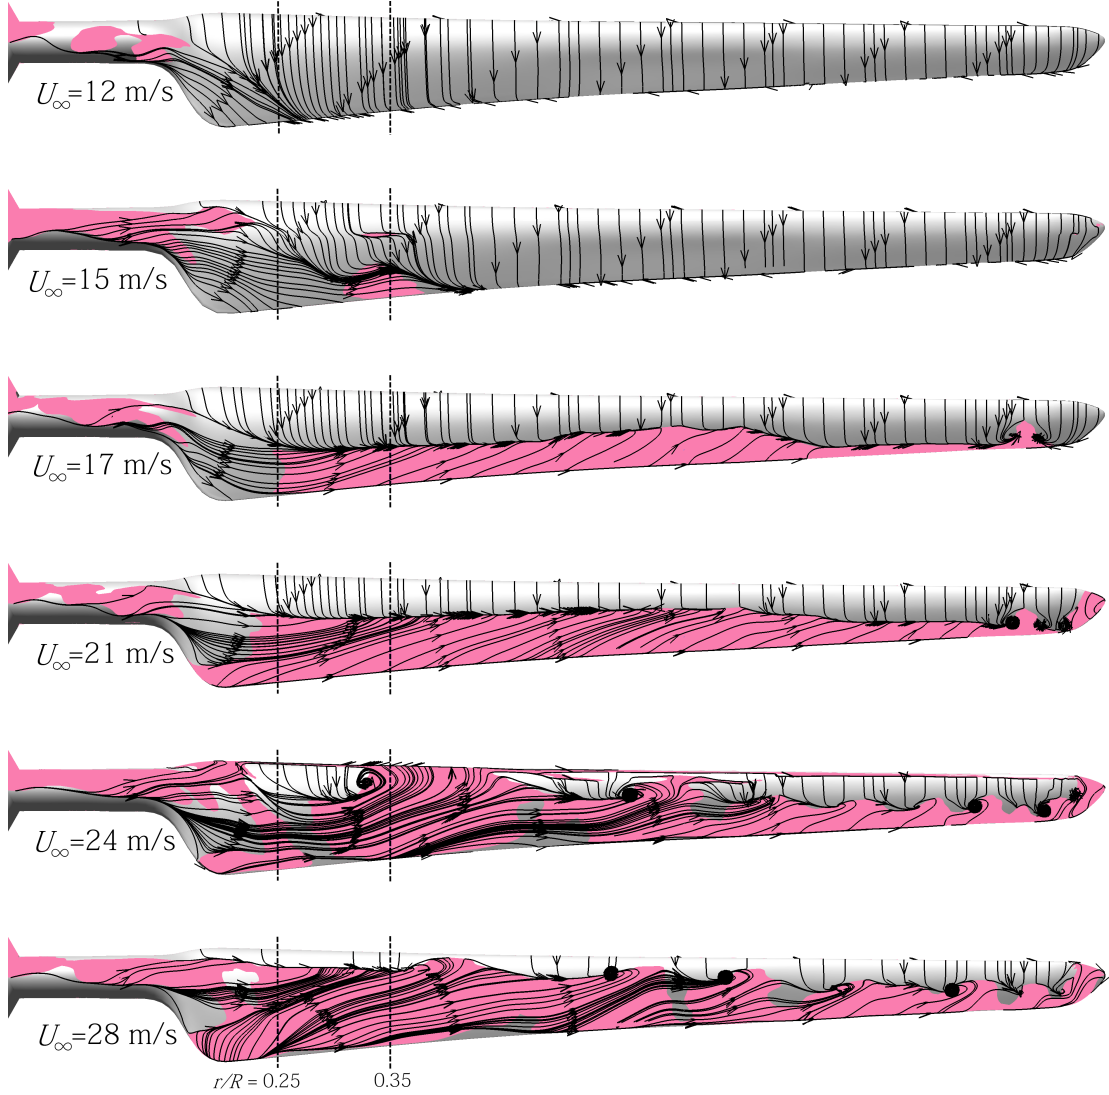 U∞=12 m/s
U∞=15 m/s
U∞=17 m/s
U∞=21 m/s
U∞=24 m/s
U∞=28 m/s
r/R = 0.25 0.35